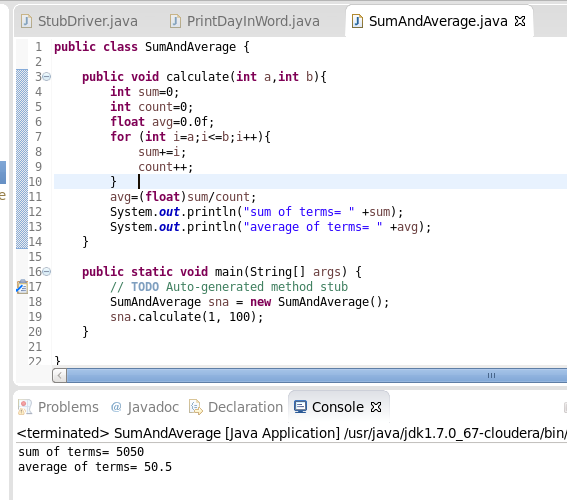 StubDriver.java PrintDayInWord.java SumAndAverage.java
1 public class SumAndAverage {
2
3 public void calculate(int a,int b){
4 int sum=0;
5 int count=0;
6 float avg=0.0f;
7 for (int i=a;i<=b;i++){
8 sum+=i;
9 count++;
10 }
11 avg=(float)sum/count;
12 System.out.println("sum of terms= " +sum);
13 System.out.println("average of terms= " +avg);
14 }
15
16 public static void main(String[] args) {
17 // TODO Auto-generated method stub
18 SumAndAverage sna = new SumAndAverage();
19 sna.calculate(1, 100);
20 }
21
22 }
Problems @ Javadoc Declaration Console
<terminated> SumAndAverage [Java Application] /usr/java/jdk1.7.0_67-cloudera/bin/
sum of terms= 5050
average of terms= 50.5